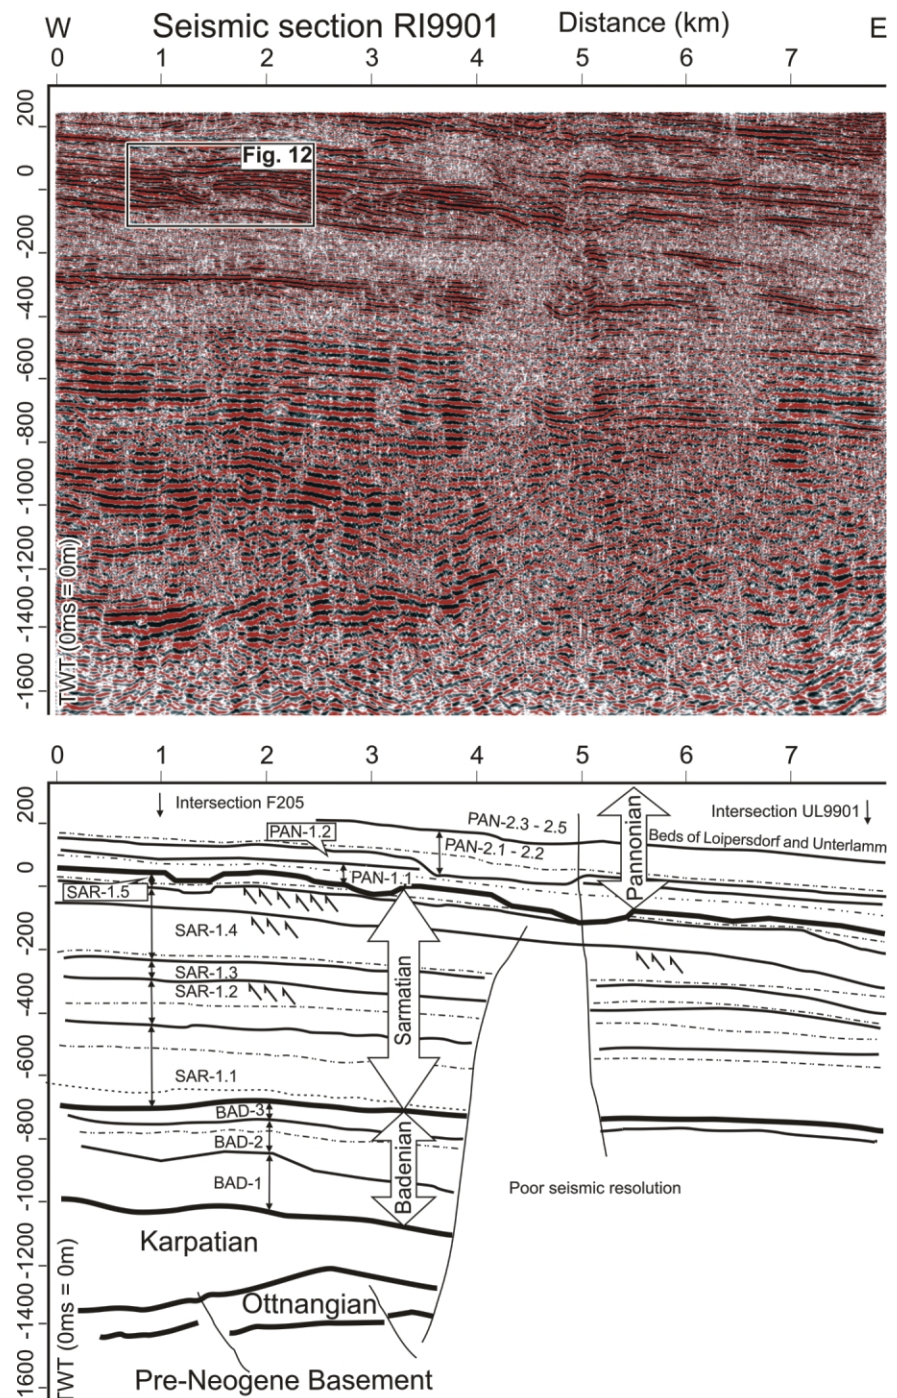 W Seismic section RI9901 Distance (km) E
0 1 2 3 4 5 6 7
Fig. 12
200
0
-200
-400
-600
-800
-1000
-1200
-1400
-1600
TWT (0ms = 0m)
0 1 2 3 4 5 6 7
Intersection F205
Intersection UL9901
PAN-2.3 - 2.5
PAN-1.2
Beds of Loipersdorf and Unterlamm
PAN-2.1 - 2.2
Pannonian
PAN-1.1
SAR-1.5
SAR-1.4
SAR-1.3
SAR-1.2
Sarmatian
SAR-1.1
BAD-3
BAD-2
BAD-1
Badenian
Poor seismic resolution
Karpatian
Ottnangian
Pre-Neogene Basement
200
0
-200
-400
-600
-800
-1000
-1200
-1400
-1600
TWT (0ms = 0m)